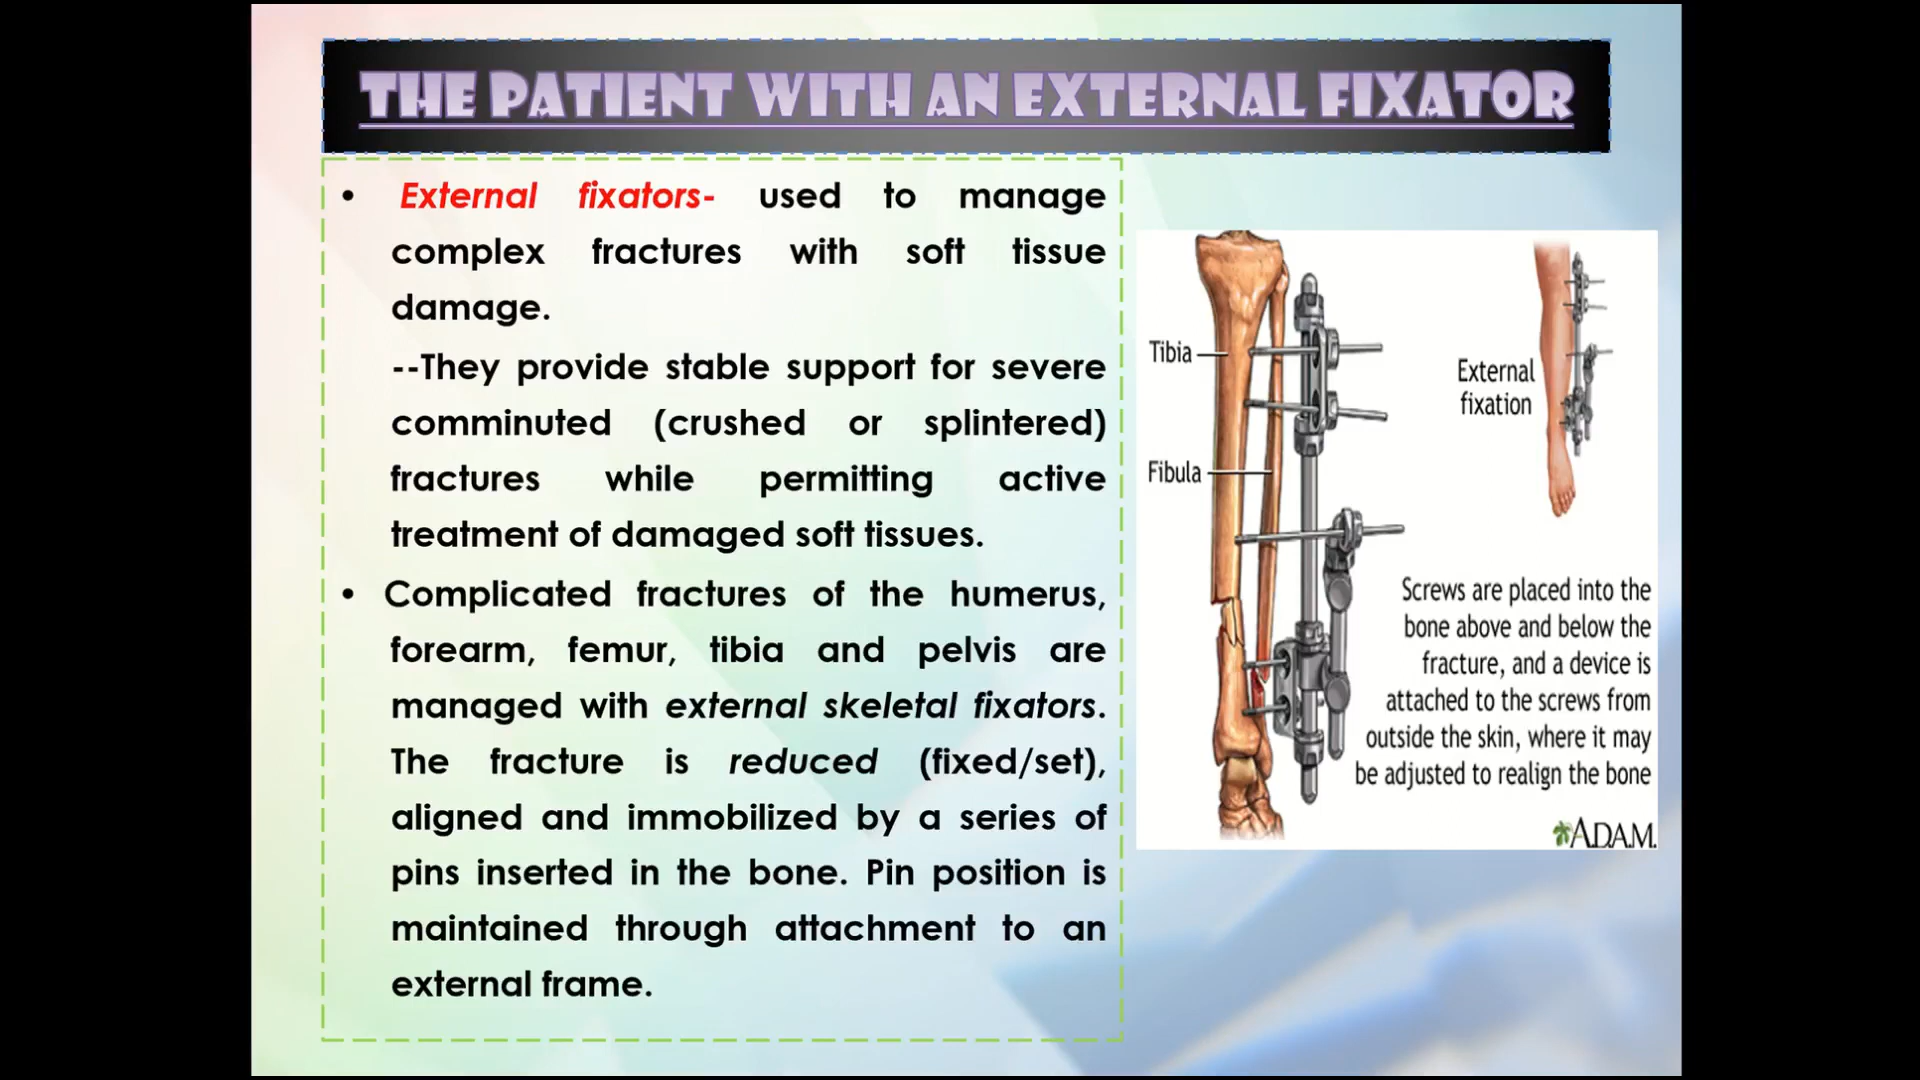 THE PATIENT WITH AN EXTERNAL FIXATOR
• External fixators- used to manage
complex fractures with soft tissue
damage.
--They provide stable support for severe
comminuted (crushed or splintered)
fractures while permitting active
treatment of damaged soft tissues.
• Complicated fractures of the humerus,
forearm, femur, tibia and pelvis are
managed with external skeletal fixators.
The fracture is reduced (fixed/set),
aligned and immobilized by a series of
pins inserted in the bone. Pin position is
maintained through attachment to an
external frame.
Tibia
Fibula
External
fixation
Screws are placed into the
bone above and below the
fracture, and a device is
attached to the screws from
outside the skin, where it may
be adjusted to realign the bone
A.D.A.M.